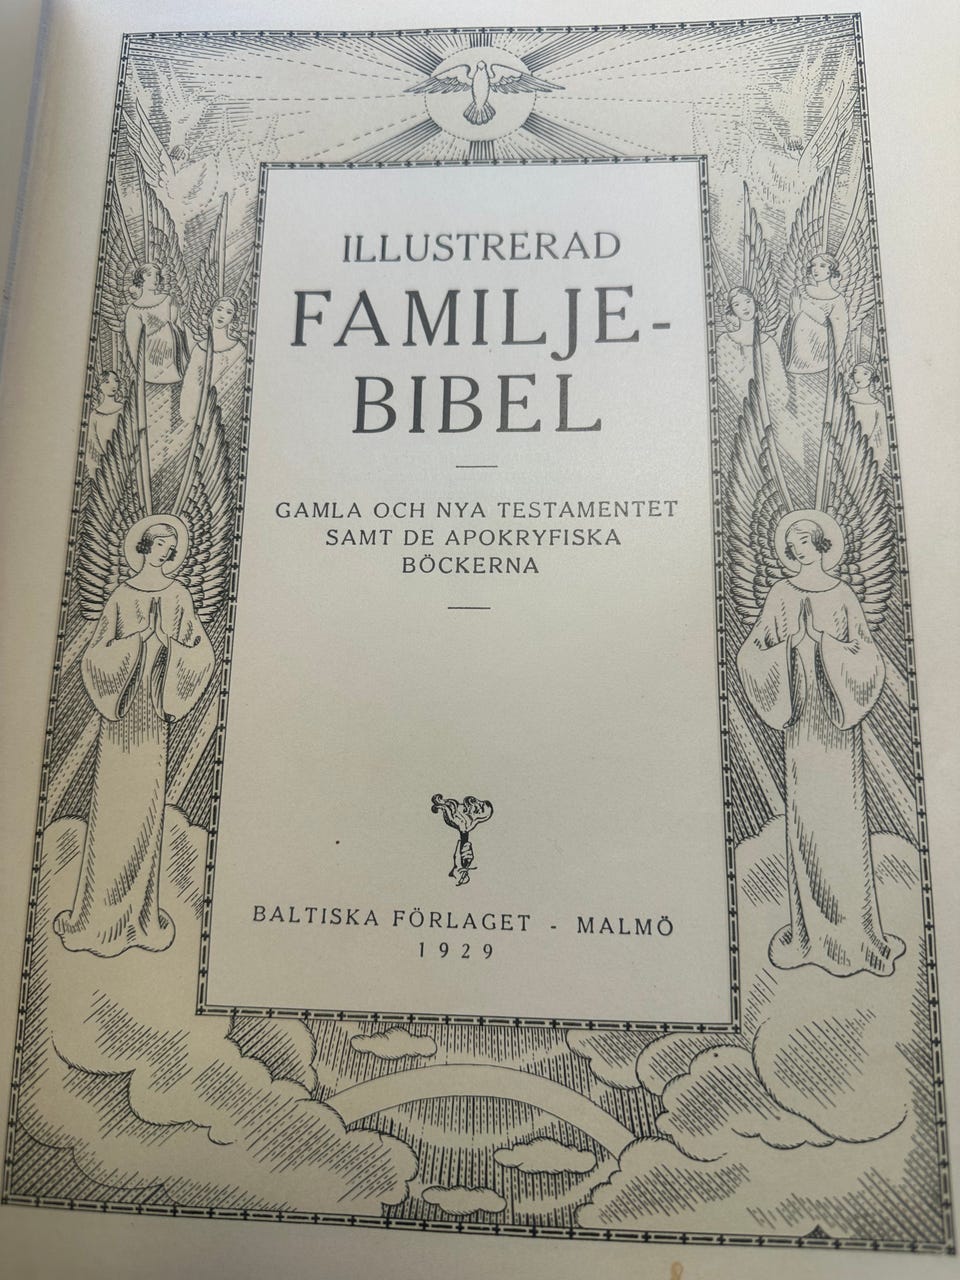 ILLUSTRERAD
FAMILJE-
BIBEL
GAMLA OCH NYA TESTAMENTET
SAMT DE APOKRYFISKA
BÖCKERNA
BALTISKA FÖRLAGET - MALMÖ
1929